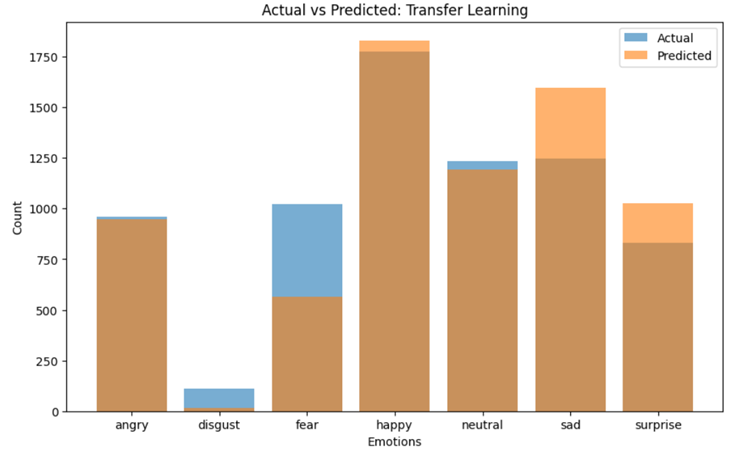 Actual vs Predicted: Transfer Learning
Actual
Predicted
1750
1500
1250
1000
750
500
250
0
Count
angry disgust fear happy neutral sad surprise
Emotions